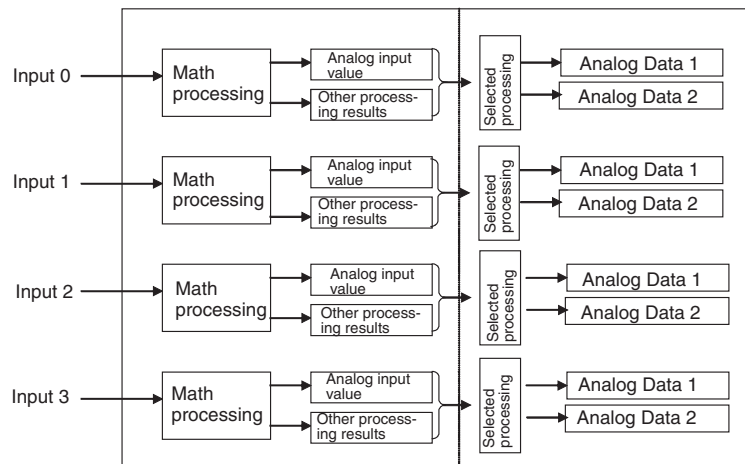 Input 0
Math
processing
Analog input
value
Other process-
ing results
Selected
processing
Analog Data 1
Analog Data 2
Input 1
Math
processing
Analog input
value
Other process-
ing results
Selected
processing
Analog Data 1
Analog Data 2
Input 2
Math
processing
Analog input
value
Other process-
ing results
Selected
processing
Analog Data 1
Analog Data 2
Input 3
Math
processing
Analog input
value
Other process-
ing results
Selected
processing
Analog Data 1
Analog Data 2